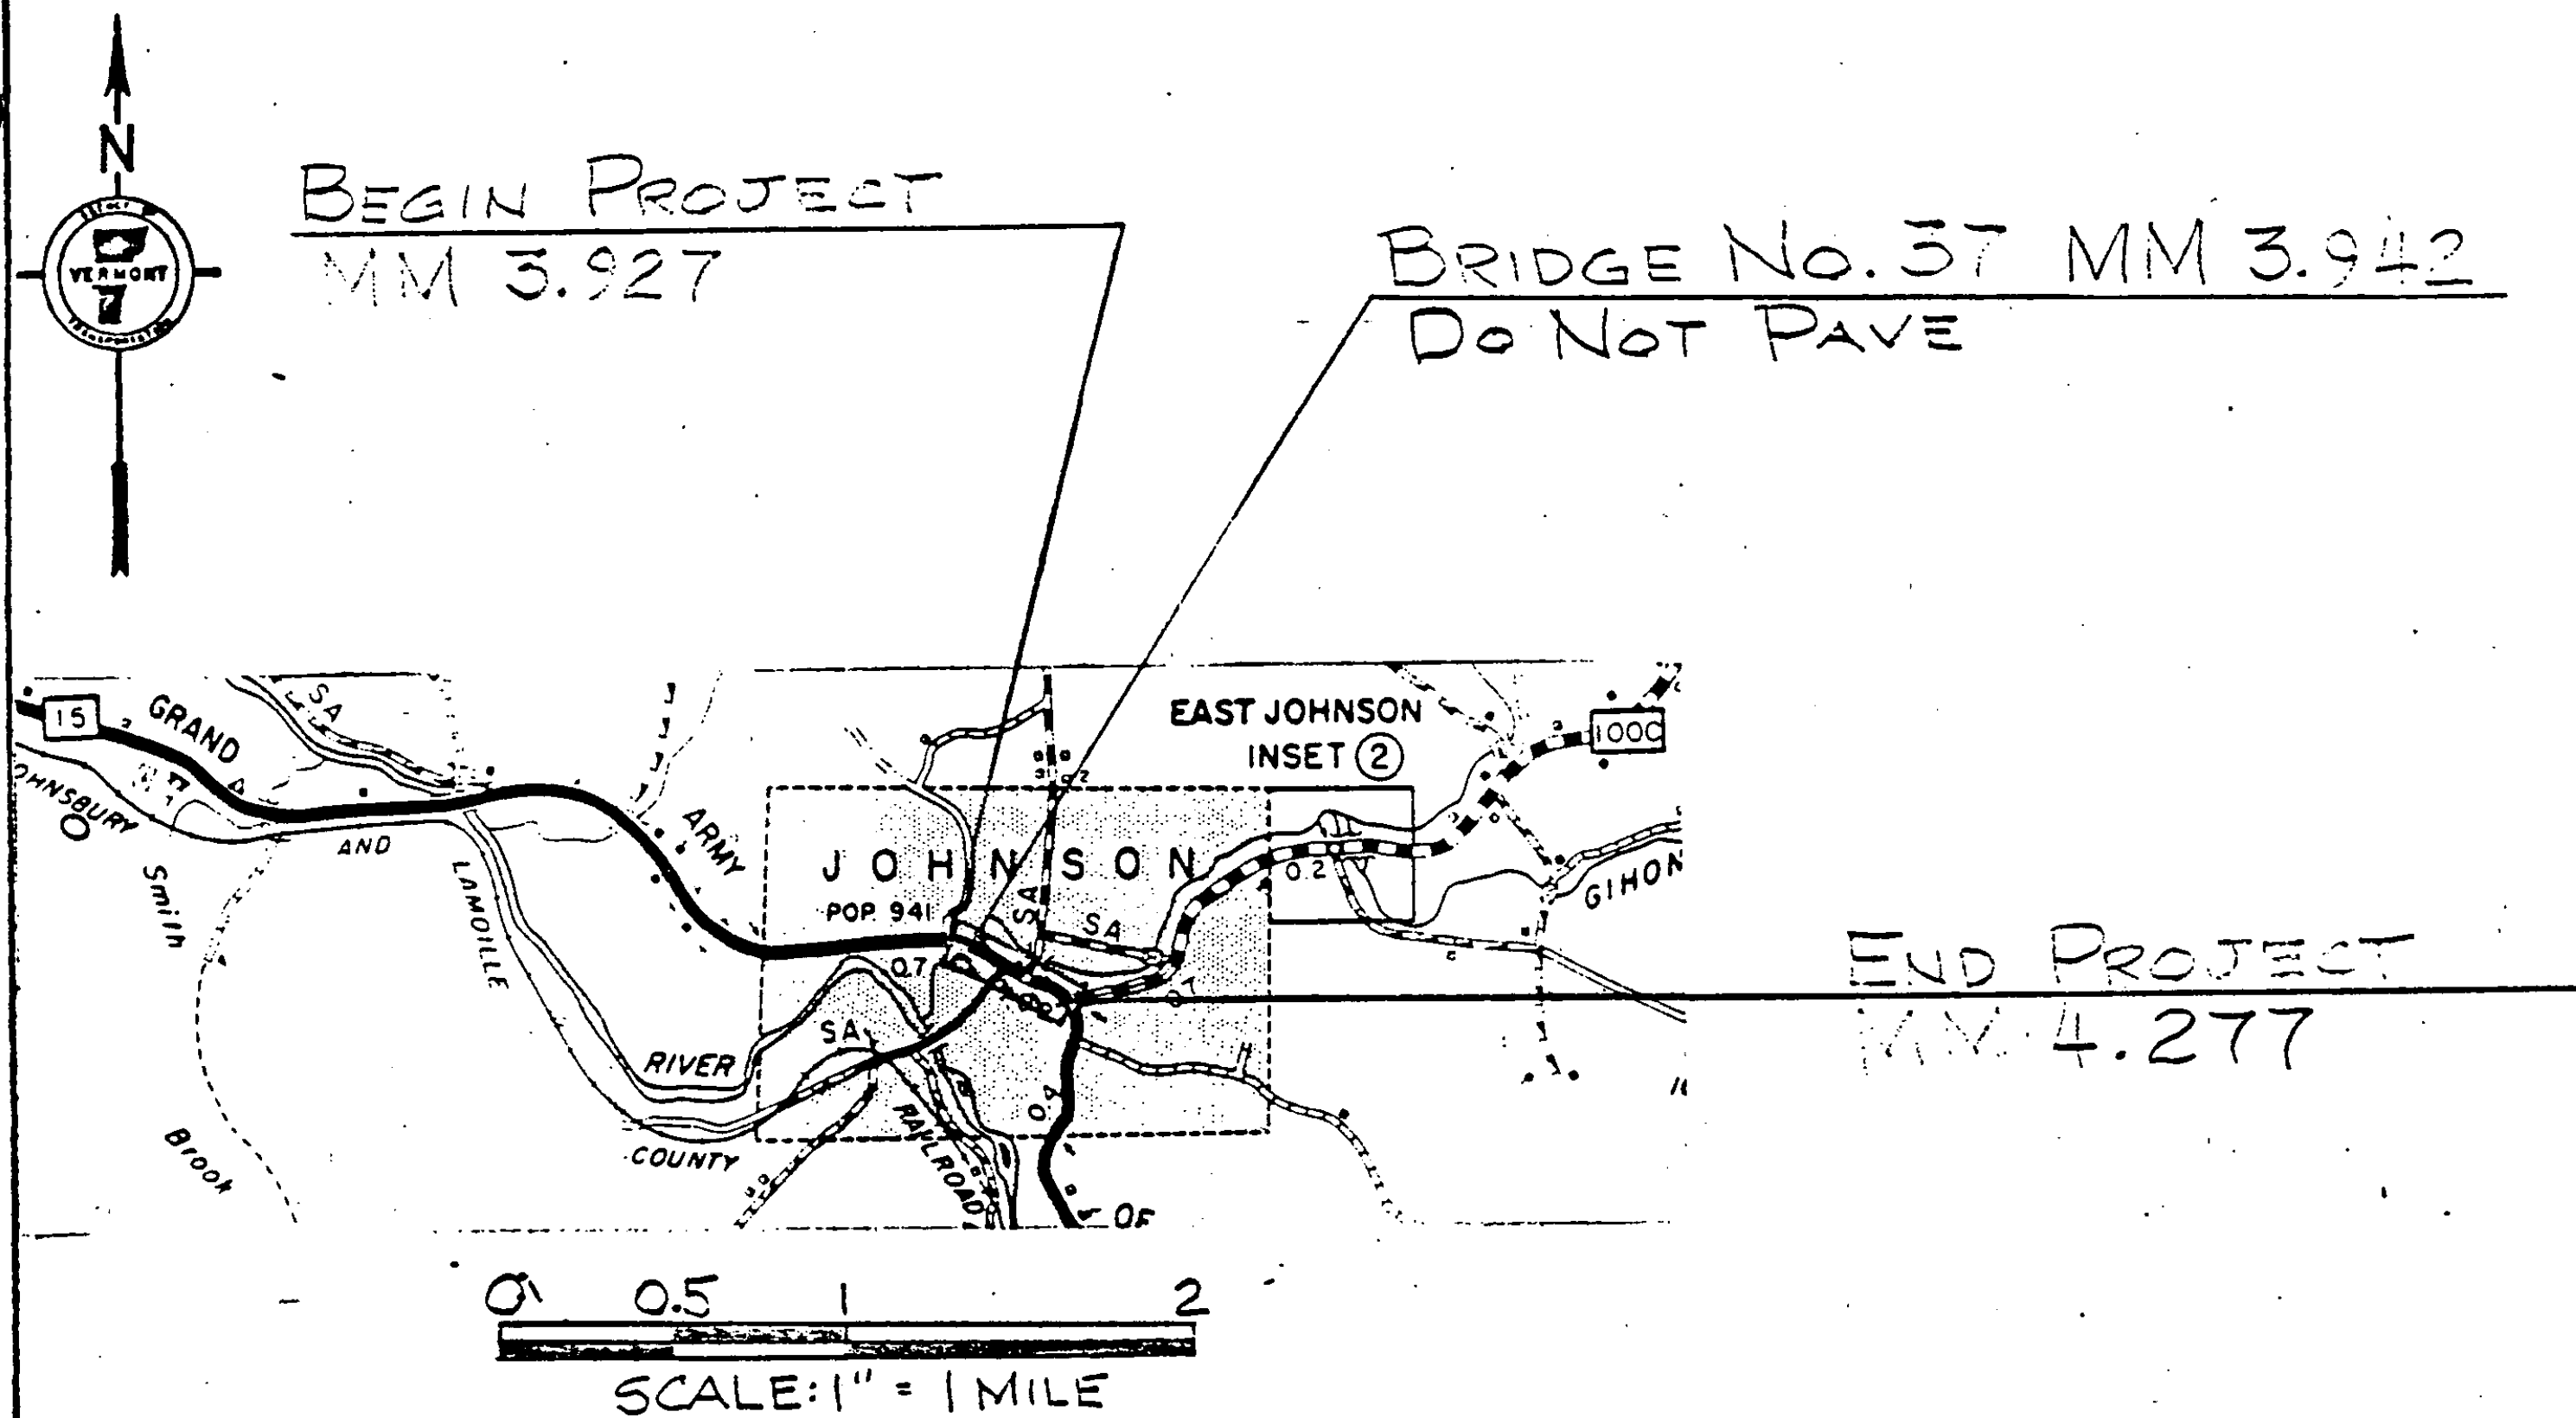 N
VERMONT
BEGIN PROJECT
MM 3.927
BRIDGE NO. 37 MM 3.942
DO NOT PAVE
15
GRAND
SA
EAST JOHNSON
INSET 2
100C
OHNSBURY
AND
ARMY
Smith
LAMOILLE
JOHNSON
POP. 941
SA
SA
0.2
GIHON
0.7
END PROJECT
MM 4.277
SA
RIVER
0.4
Brook
COUNTY
RAILROAD
OF
0 0.5 1 2
SCALE: 1" = 1 MILE